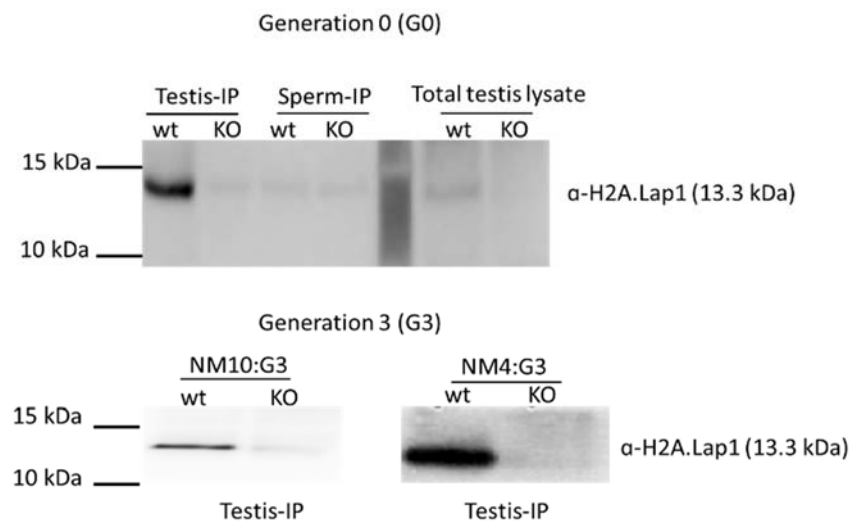 Generation 0 (G0)
Testis-IP Sperm-IP Total testis lysate
wt KO wt KO wt KO
15 kDa
α-H2A.Lap1 (13.3 kDa)
10 kDa
Generation 3 (G3)
NM10:G3 NM4:G3
wt KO wt KO
15 kDa
α-H2A.Lap1 (13.3 kDa)
10 kDa
Testis-IP Testis-IP